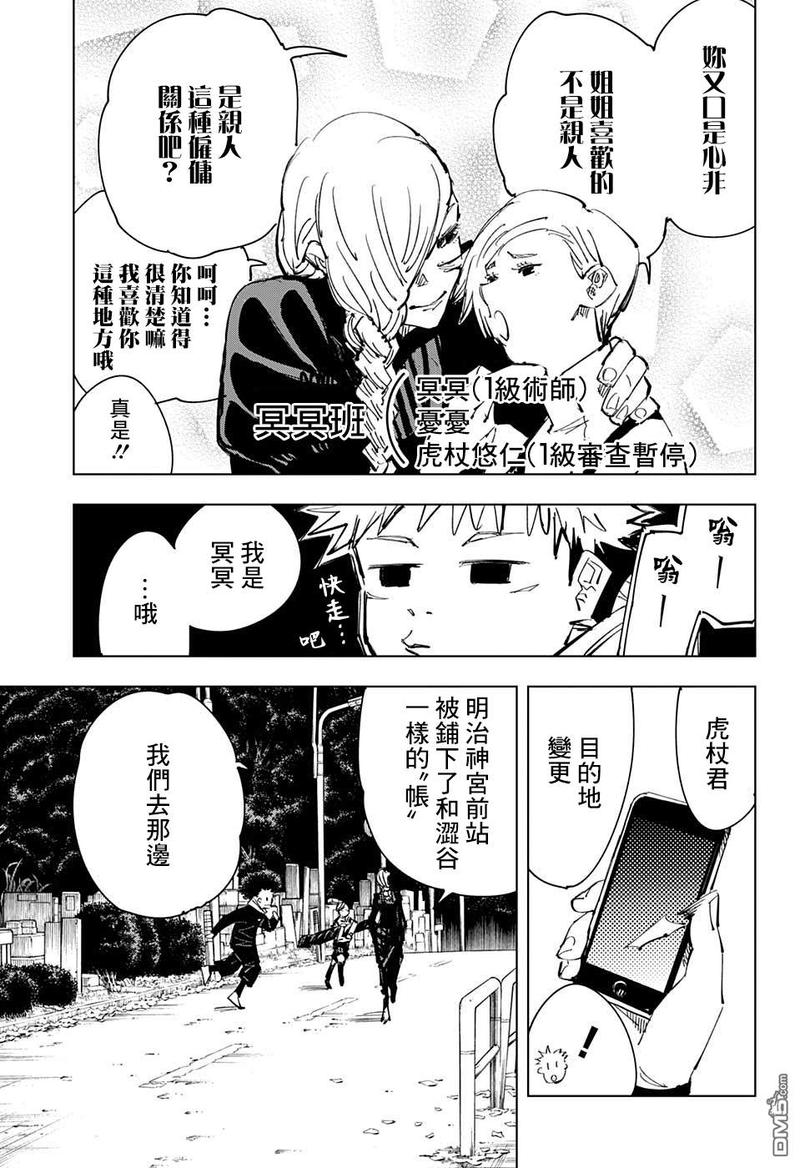 妳又口是心非
姐姐喜歡的
不是親人
是親人
這種僱傭
關係吧？
呵呵…
你知道得
很清楚嘛
我喜歡你
這種地方哦
真是!!
冥冥班
冥冥(1級術師)
憂憂
虎杖悠仁(1級審查暫停)
嗡ー
嗡ー
快走…
吧
我是
冥冥
…哦
虎杖君
目的地
變更
!
明治神宮前站
被鋪下了和澀谷
一樣的〝帳〞
我們去那邊
DM5.com